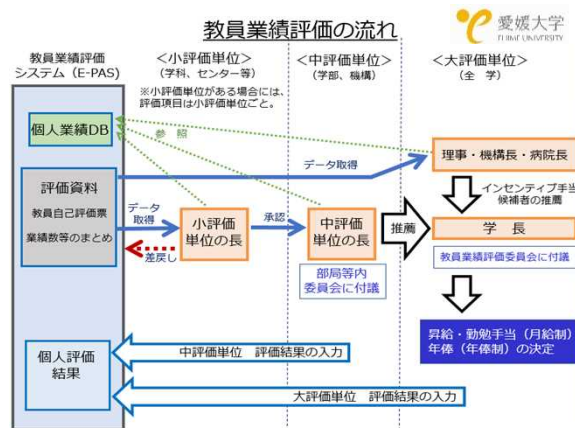 教員業績評価の流れ
愛媛大学
EHIME UNIVERSITY
教員業績評価
システム（E-PAS）
＜小評価単位＞
（学科、センター等）
※小評価単位がある場合には、
評価項目は小評価単位ごと。
＜中評価単位＞
（学部、機構）
＜大評価単位＞
（全　学）
個人業績DB
参　照
データ取得
理事・機構長・病院長
評価資料
教員自己評価票
業績数等のまとめ
データ
取得
差戻し
小評価
単位の長
承認
中評価
単位の長
部局等内
委員会に付議
推薦
インセンティブ手当
候補者の推薦
学　長
教員業績評価委員会に付議
昇給・勤勉手当（月給制）
年俸（年俸制）の決定
個人評価
結果
中評価単位　評価結果の入力
大評価単位　評価結果の入力